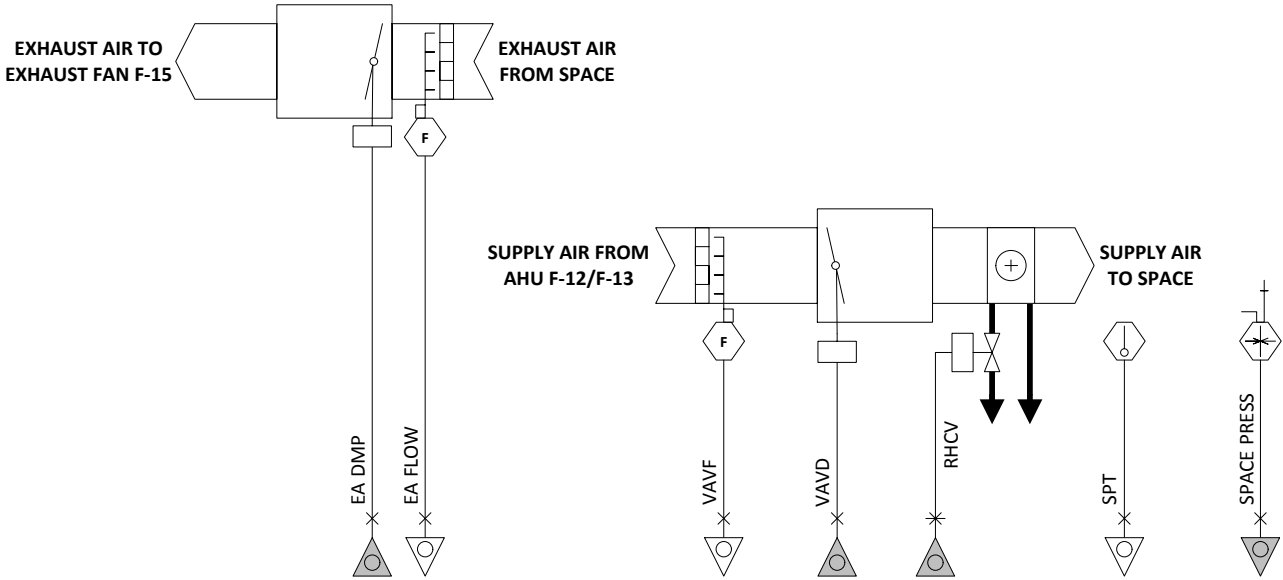 EXHAUST AIR TO
EXHAUST FAN F-15
EXHAUST AIR
FROM SPACE
F
SUPPLY AIR FROM
AHU F-12/F-13
SUPPLY AIR
TO SPACE
F
EA DMP
EA FLOW
VAVF
VAVD
RHCV
SPT
SPACE PRESS